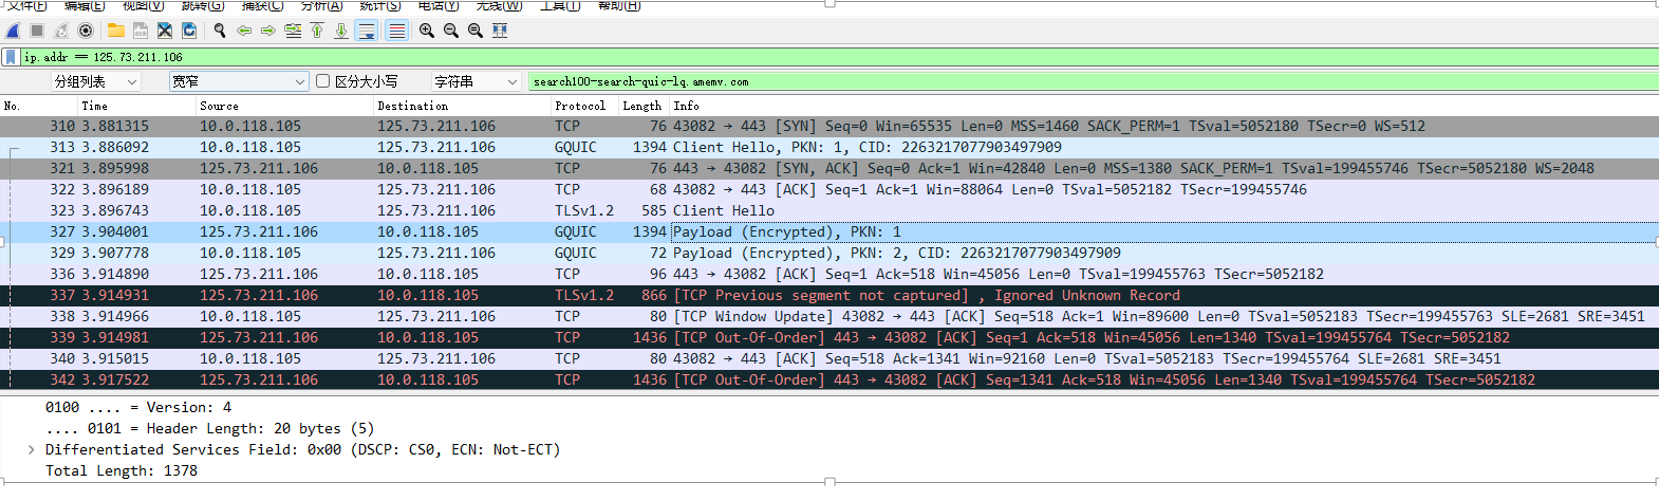 文件(F) 编辑(E) 视图(V) 跳转(G) 捕获(C) 分析(A) 统计(S) 电话(Y) 无线(W) 工具(T) 帮助(H)
ip.addr == 125.73.211.106
分组列表 宽窄 区分大小写 字符串 search100-search-quic-lq.amemv.com
No. Time Source Destination Protocol Length Info
310 3.881315 10.0.118.105 125.73.211.106 TCP 76 43082 → 443 [SYN] Seq=0 Win=65535 Len=0 MSS=1460 SACK_PERM=1 TSval=5052180 TSecr=0 WS=512
313 3.886092 10.0.118.105 125.73.211.106 GQUIC 1394 Client Hello, PKN: 1, CID: 2263217077903497909
321 3.895998 125.73.211.106 10.0.118.105 TCP 76 443 → 43082 [SYN, ACK] Seq=0 Ack=1 Win=42840 Len=0 MSS=1380 SACK_PERM=1 TSval=199455746 TSecr=5052180 WS=2048
322 3.896189 10.0.118.105 125.73.211.106 TCP 68 43082 → 443 [ACK] Seq=1 Ack=1 Win=88064 Len=0 TSval=5052182 TSecr=199455746
323 3.896743 10.0.118.105 125.73.211.106 TLSv1.2 585 Client Hello
327 3.904001 125.73.211.106 10.0.118.105 GQUIC 1394 Payload (Encrypted), PKN: 1
329 3.907778 10.0.118.105 125.73.211.106 GQUIC 72 Payload (Encrypted), PKN: 2, CID: 2263217077903497909
336 3.914890 125.73.211.106 10.0.118.105 TCP 96 443 → 43082 [ACK] Seq=1 Ack=518 Win=45056 Len=0 TSval=199455763 TSecr=5052182
337 3.914931 125.73.211.106 10.0.118.105 TLSv1.2 866 [TCP Previous segment not captured] , Ignored Unknown Record
338 3.914966 10.0.118.105 125.73.211.106 TCP 80 [TCP Window Update] 43082 → 443 [ACK] Seq=518 Ack=1 Win=89600 Len=0 TSval=5052183 TSecr=199455763 SLE=2681 SRE=3451
339 3.914981 125.73.211.106 10.0.118.105 TCP 1436 [TCP Out-Of-Order] 443 → 43082 [ACK] Seq=1 Ack=518 Win=45056 Len=1340 TSval=199455764 TSecr=5052182
340 3.915015 10.0.118.105 125.73.211.106 TCP 80 43082 → 443 [ACK] Seq=518 Ack=1341 Win=92160 Len=0 TSval=5052183 TSecr=199455764 SLE=2681 SRE=3451
342 3.917522 125.73.211.106 10.0.118.105 TCP 1436 [TCP Out-Of-Order] 443 → 43082 [ACK] Seq=1341 Ack=518 Win=45056 Len=1340 TSval=199455764 TSecr=5052182
0100 .... = Version: 4
.... 0101 = Header Length: 20 bytes (5)
Differentiated Services Field: 0x00 (DSCP: CS0, ECN: Not-ECT)
Total Length: 1378